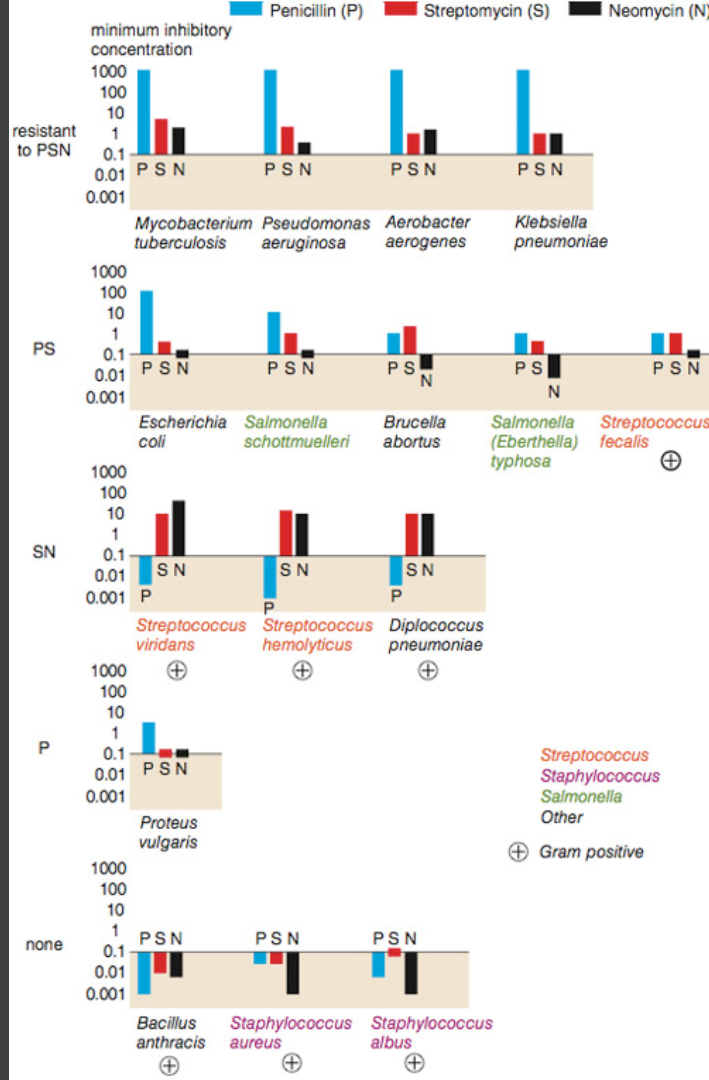 Penicillin (P) Streptomycin (S) Neomycin (N)
minimum inhibitory
concentration
resistant
to PSN
1000
100
10
1
0.1
0.01
0.001
P S N P S N P S N P S N
Mycobacterium Pseudomonas Aerobacter Klebsiella
tuberculosis aeruginosa aerogenes pneumoniae
PS
1000
100
10
1
0.1
0.01
0.001
P S N P S N P S N P S N P S N
Escherichia Salmonella Brucella Salmonella Streptococcus
coli schottmuelleri abortus (Eberthella) fecalis
typhosa
SN
1000
100
10
1
0.1
0.01
0.001
P S N P S N P S N
Streptococcus Streptococcus Diplococcus
viridans hemolyticus pneumoniae
P
1000
100
10
1
0.1
0.01
0.001
P S N
Proteus
vulgaris
Streptococcus
Staphylococcus
Salmonella
Other
Gram positive
none
1000
100
10
1
0.1
0.01
0.001
P S N P S N P S N
Bacillus Staphylococcus Staphylococcus
anthracis aureus albus